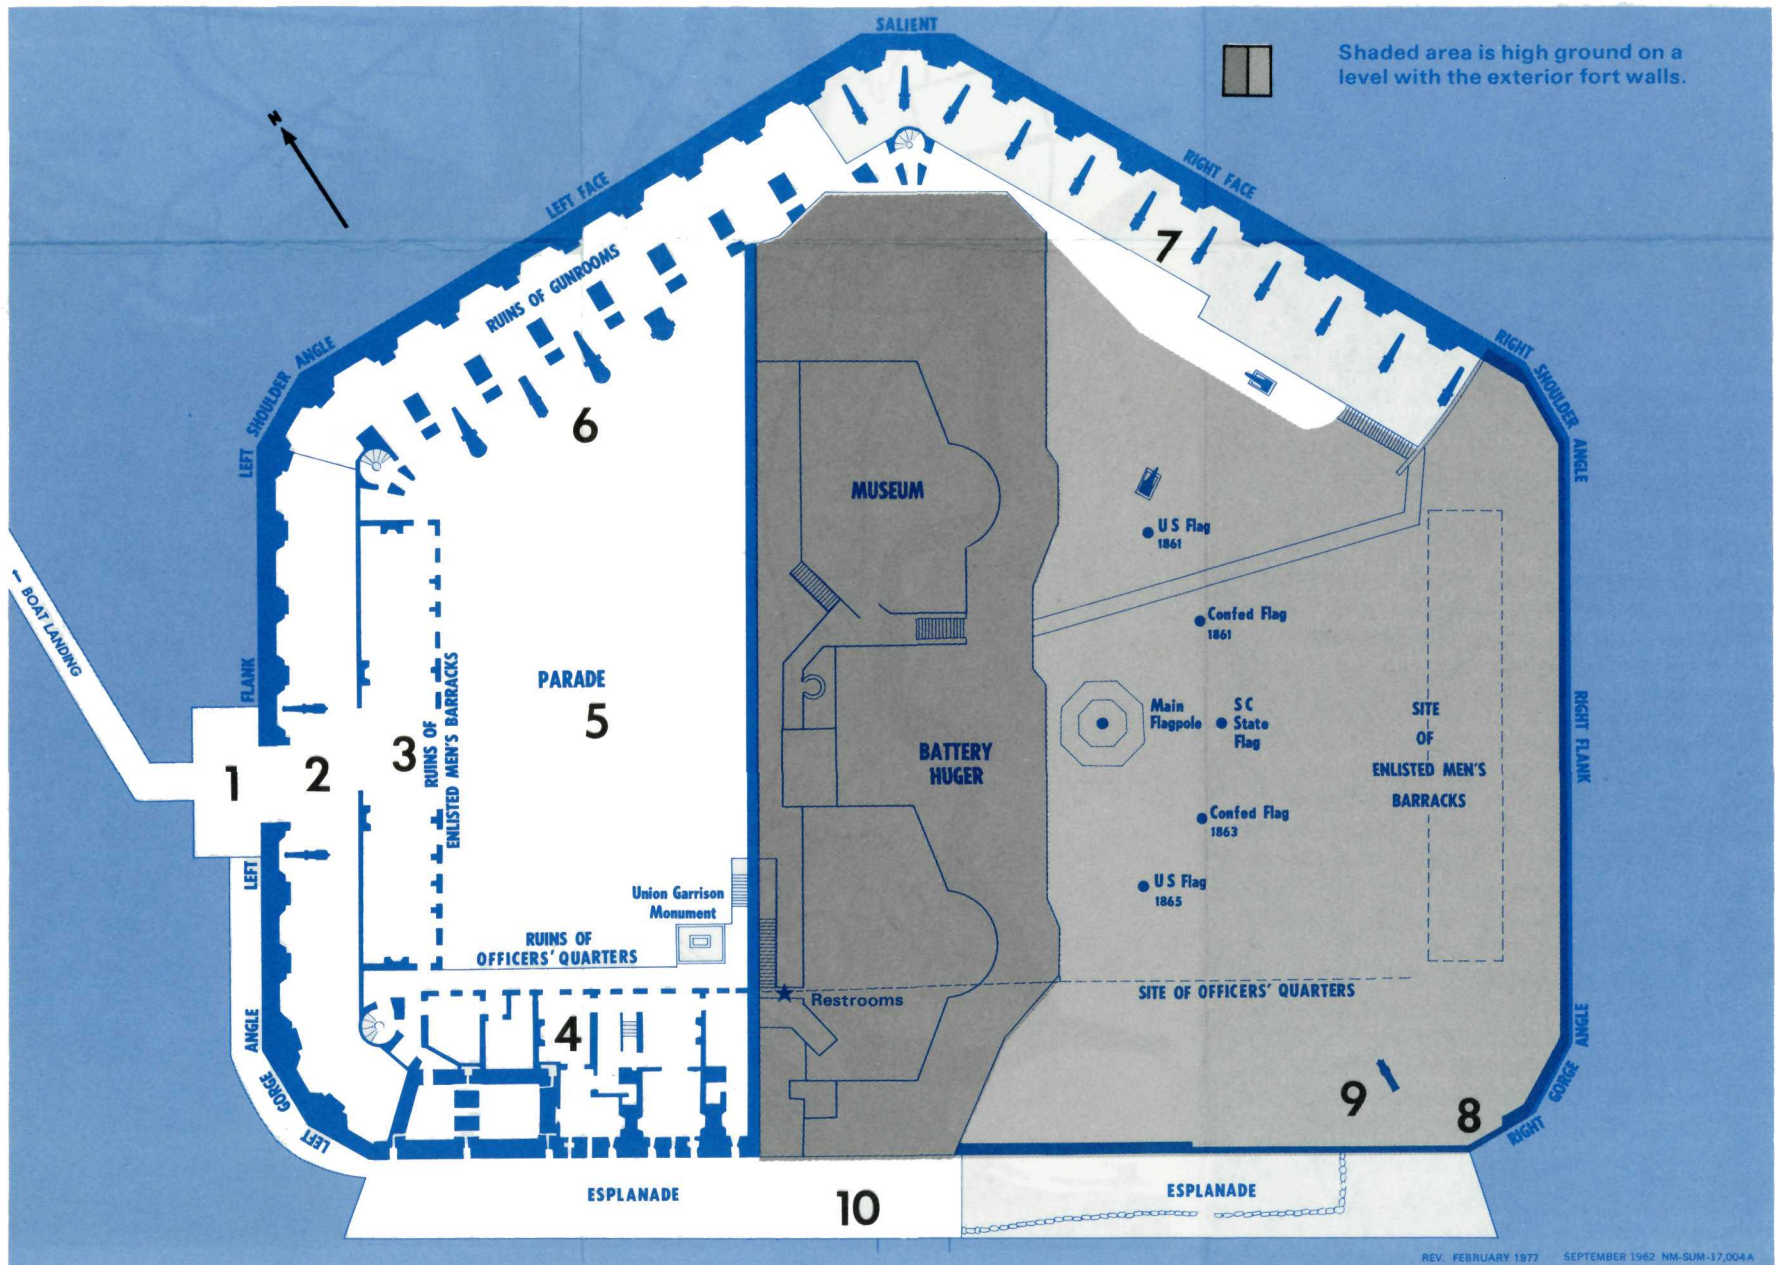 SALIENT
Shaded area is high ground on a
level with the exterior fort walls.
N
LEFT FACE
RIGHT FACE
RUINS OF GUNROOMS
7
LEFT SHOULDER ANGLE
RIGHT SHOULDER ANGLE
6
MUSEUM
U S Flag
1861
← BOAT LANDING
Confed Flag
1861
LEFT FLANK
RUINS OF
ENLISTED MEN'S BARRACKS
PARADE
5
1
2
3
BATTERY
HUGER
Main
Flagpole
S C
State
Flag
SITE
OF
ENLISTED MEN'S
BARRACKS
RIGHT FLANK
Confed Flag
1863
U S Flag
1865
Union Garrison
Monument
RUINS OF
OFFICERS' QUARTERS
Restrooms
SITE OF OFFICERS' QUARTERS
4
LEFT GORGE ANGLE
RIGHT GORGE ANGLE
9
8
ESPLANADE
10
ESPLANADE
REV. FEBRUARY 1977 SEPTEMBER 1962 NM-SUM-17,004A